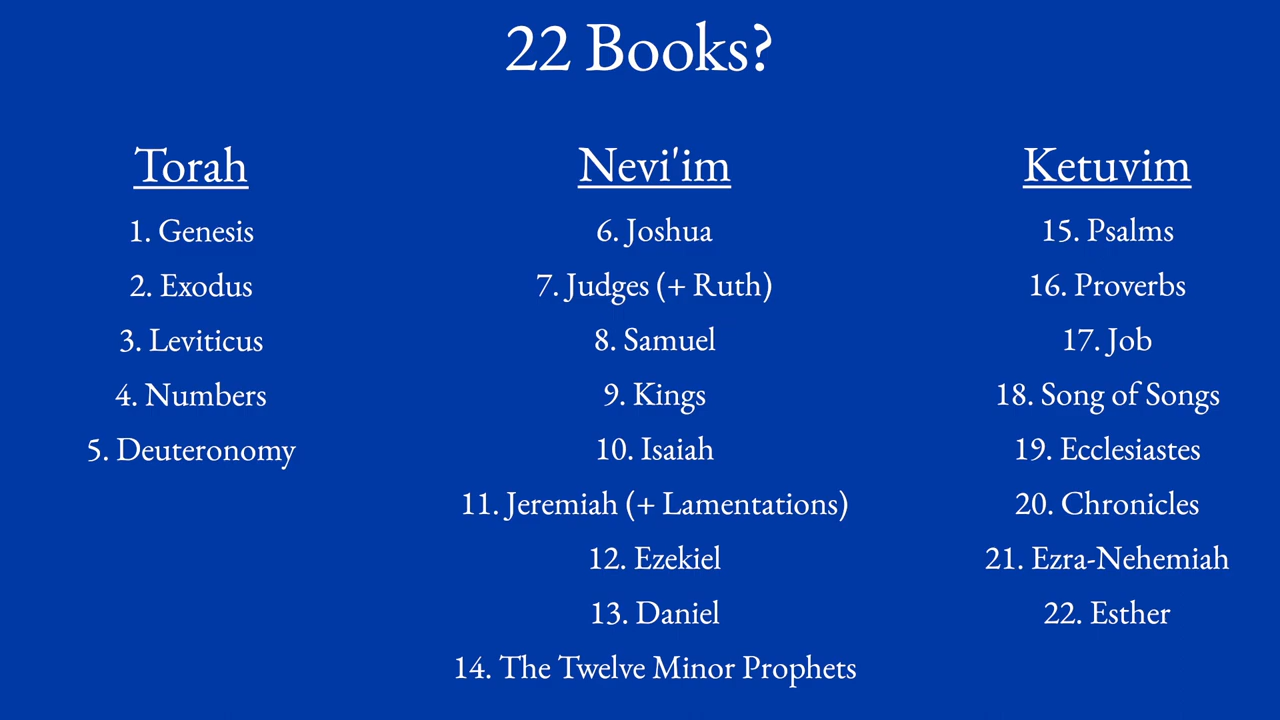 22 Books?
Torah
1. Genesis
2. Exodus
3. Leviticus
4. Numbers
5. Deuteronomy
Nevi'im
6. Joshua
7. Judges (+ Ruth)
8. Samuel
9. Kings
10. Isaiah
11. Jeremiah (+ Lamentations)
12. Ezekiel
13. Daniel
14. The Twelve Minor Prophets
Ketuvim
15. Psalms
16. Proverbs
17. Job
18. Song of Songs
19. Ecclesiastes
20. Chronicles
21. Ezra-Nehemiah
22. Esther